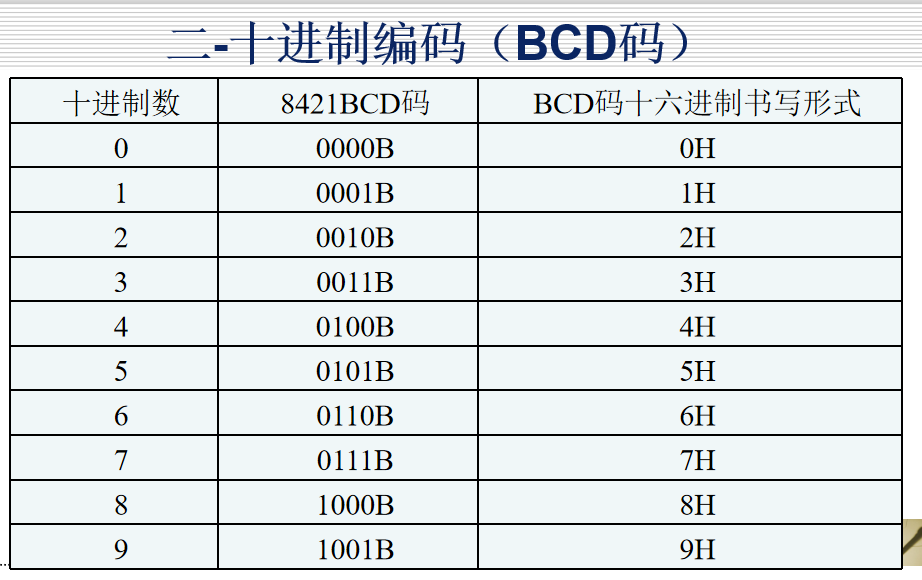 二-十进制编码（BCD码）
十进制数 8421BCD码 BCD码十六进制书写形式
0 0000B 0H
1 0001B 1H
2 0010B 2H
3 0011B 3H
4 0100B 4H
5 0101B 5H
6 0110B 6H
7 0111B 7H
8 1000B 8H
9 1001B 9H